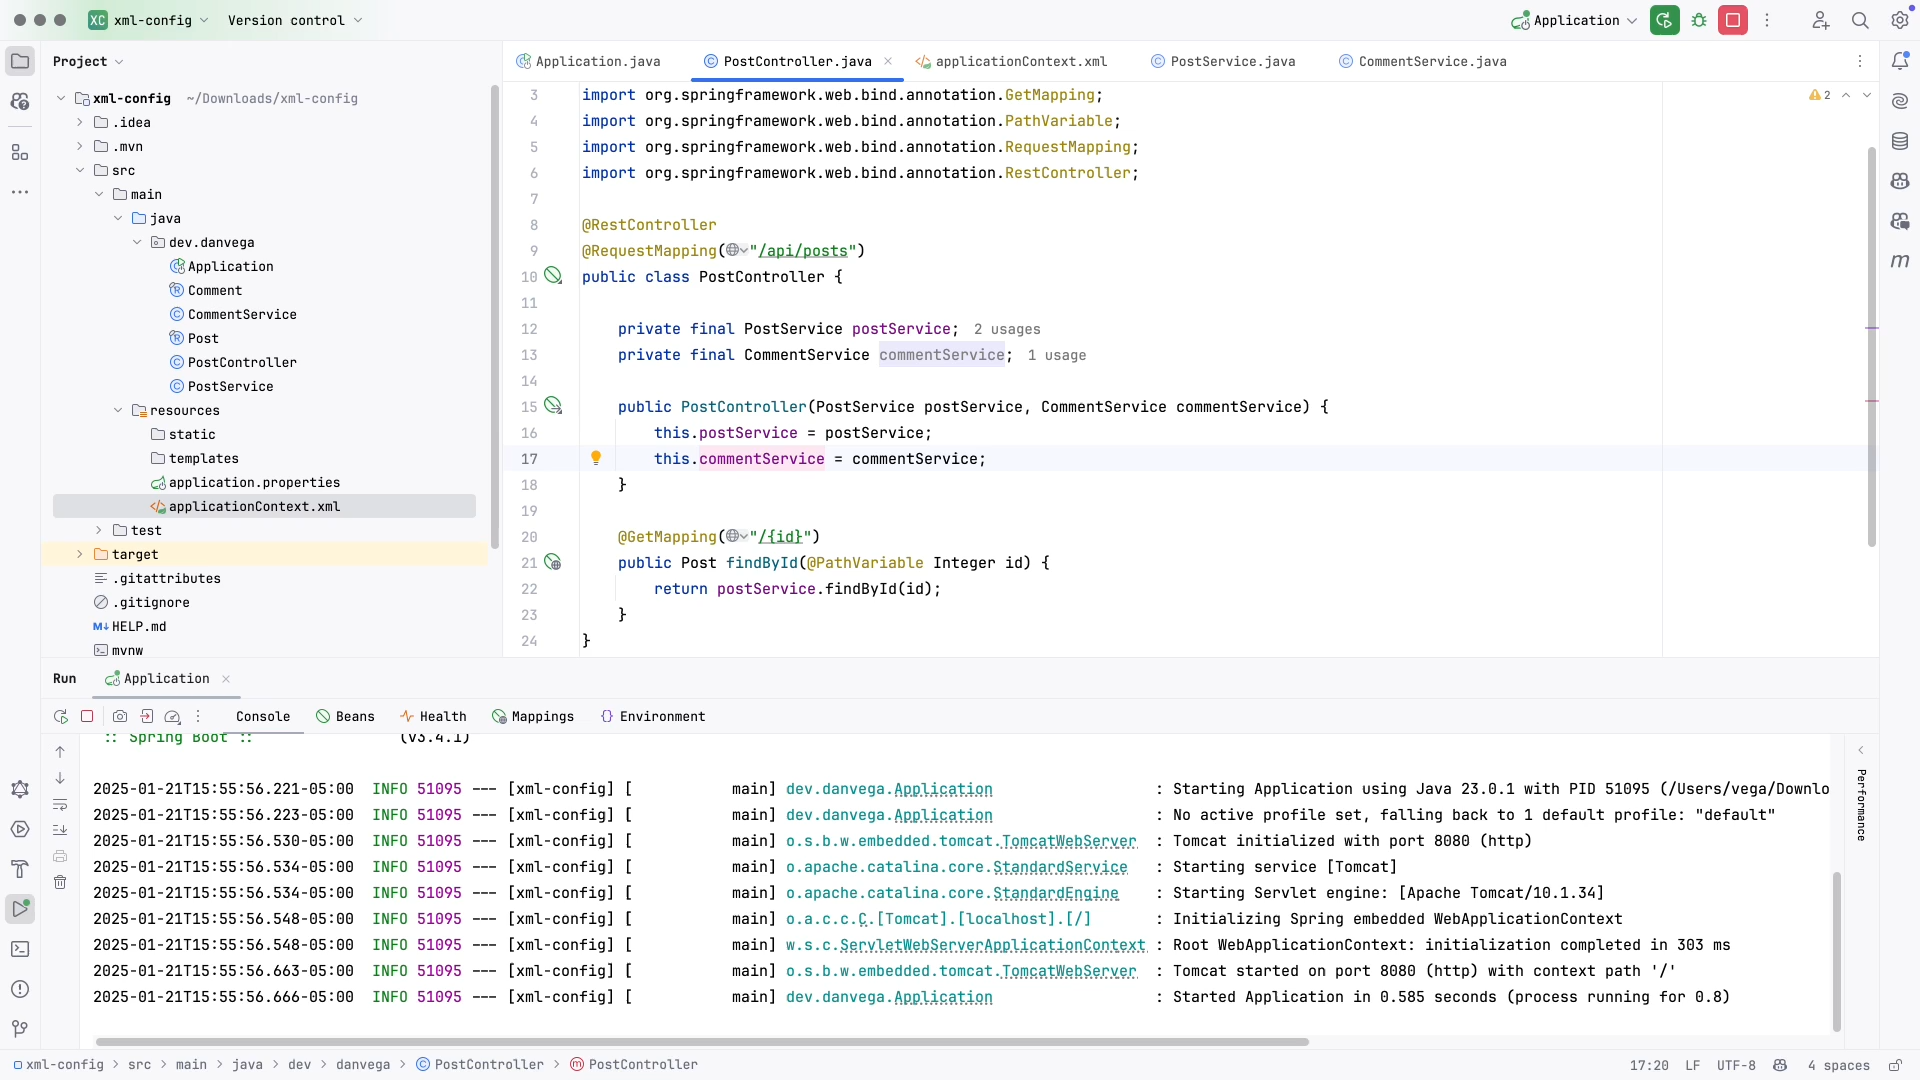 XC xml-config Version control Application
Project
Application.java PostController.java applicationContext.xml PostService.java CommentService.java
xml-config ~/Downloads/xml-config
.idea
.mvn
src
main
java
dev.danvega
Application
Comment
CommentService
Post
PostController
PostService
resources
static
templates
application.properties
applicationContext.xml
test
target
.gitattributes
.gitignore
M↓ HELP.md
mvnw
2
3 import org.springframework.web.bind.annotation.GetMapping;
4 import org.springframework.web.bind.annotation.PathVariable;
5 import org.springframework.web.bind.annotation.RequestMapping;
6 import org.springframework.web.bind.annotation.RestController;
7
8 @RestController
9 @RequestMapping("/api/posts")
10 public class PostController {
11
12 private final PostService postService; 2 usages
13 private final CommentService commentService; 1 usage
14
15 public PostController(PostService postService, CommentService commentService) {
16 this.postService = postService;
17 this.commentService = commentService;
18 }
19
20 @GetMapping("/{id}")
21 public Post findById(@PathVariable Integer id) {
22 return postService.findById(id);
23 }
24 }
m
Run Application
Console Beans Health Mappings Environment
:: Spring Boot :: (v3.4.1)
2025-01-21T15:55:56.221-05:00 INFO 51095 --- [xml-config] [ main] dev.danvega.Application : Starting Application using Java 23.0.1 with PID 51095 (/Users/vega/Downlo
2025-01-21T15:55:56.223-05:00 INFO 51095 --- [xml-config] [ main] dev.danvega.Application : No active profile set, falling back to 1 default profile: "default"
2025-01-21T15:55:56.530-05:00 INFO 51095 --- [xml-config] [ main] o.s.b.w.embedded.tomcat.TomcatWebServer : Tomcat initialized with port 8080 (http)
2025-01-21T15:55:56.534-05:00 INFO 51095 --- [xml-config] [ main] o.apache.catalina.core.StandardService : Starting service [Tomcat]
2025-01-21T15:55:56.534-05:00 INFO 51095 --- [xml-config] [ main] o.apache.catalina.core.StandardEngine : Starting Servlet engine: [Apache Tomcat/10.1.34]
2025-01-21T15:55:56.548-05:00 INFO 51095 --- [xml-config] [ main] o.a.c.c.C.[Tomcat].[localhost].[/] : Initializing Spring embedded WebApplicationContext
2025-01-21T15:55:56.548-05:00 INFO 51095 --- [xml-config] [ main] w.s.c.ServletWebServerApplicationContext : Root WebApplicationContext: initialization completed in 303 ms
2025-01-21T15:55:56.663-05:00 INFO 51095 --- [xml-config] [ main] o.s.b.w.embedded.tomcat.TomcatWebServer : Tomcat started on port 8080 (http) with context path '/'
2025-01-21T15:55:56.666-05:00 INFO 51095 --- [xml-config] [ main] dev.danvega.Application : Started Application in 0.585 seconds (process running for 0.8)
Performance
xml-config > src > main > java > dev > danvega > PostController > PostController 17:20 LF UTF-8 4 spaces